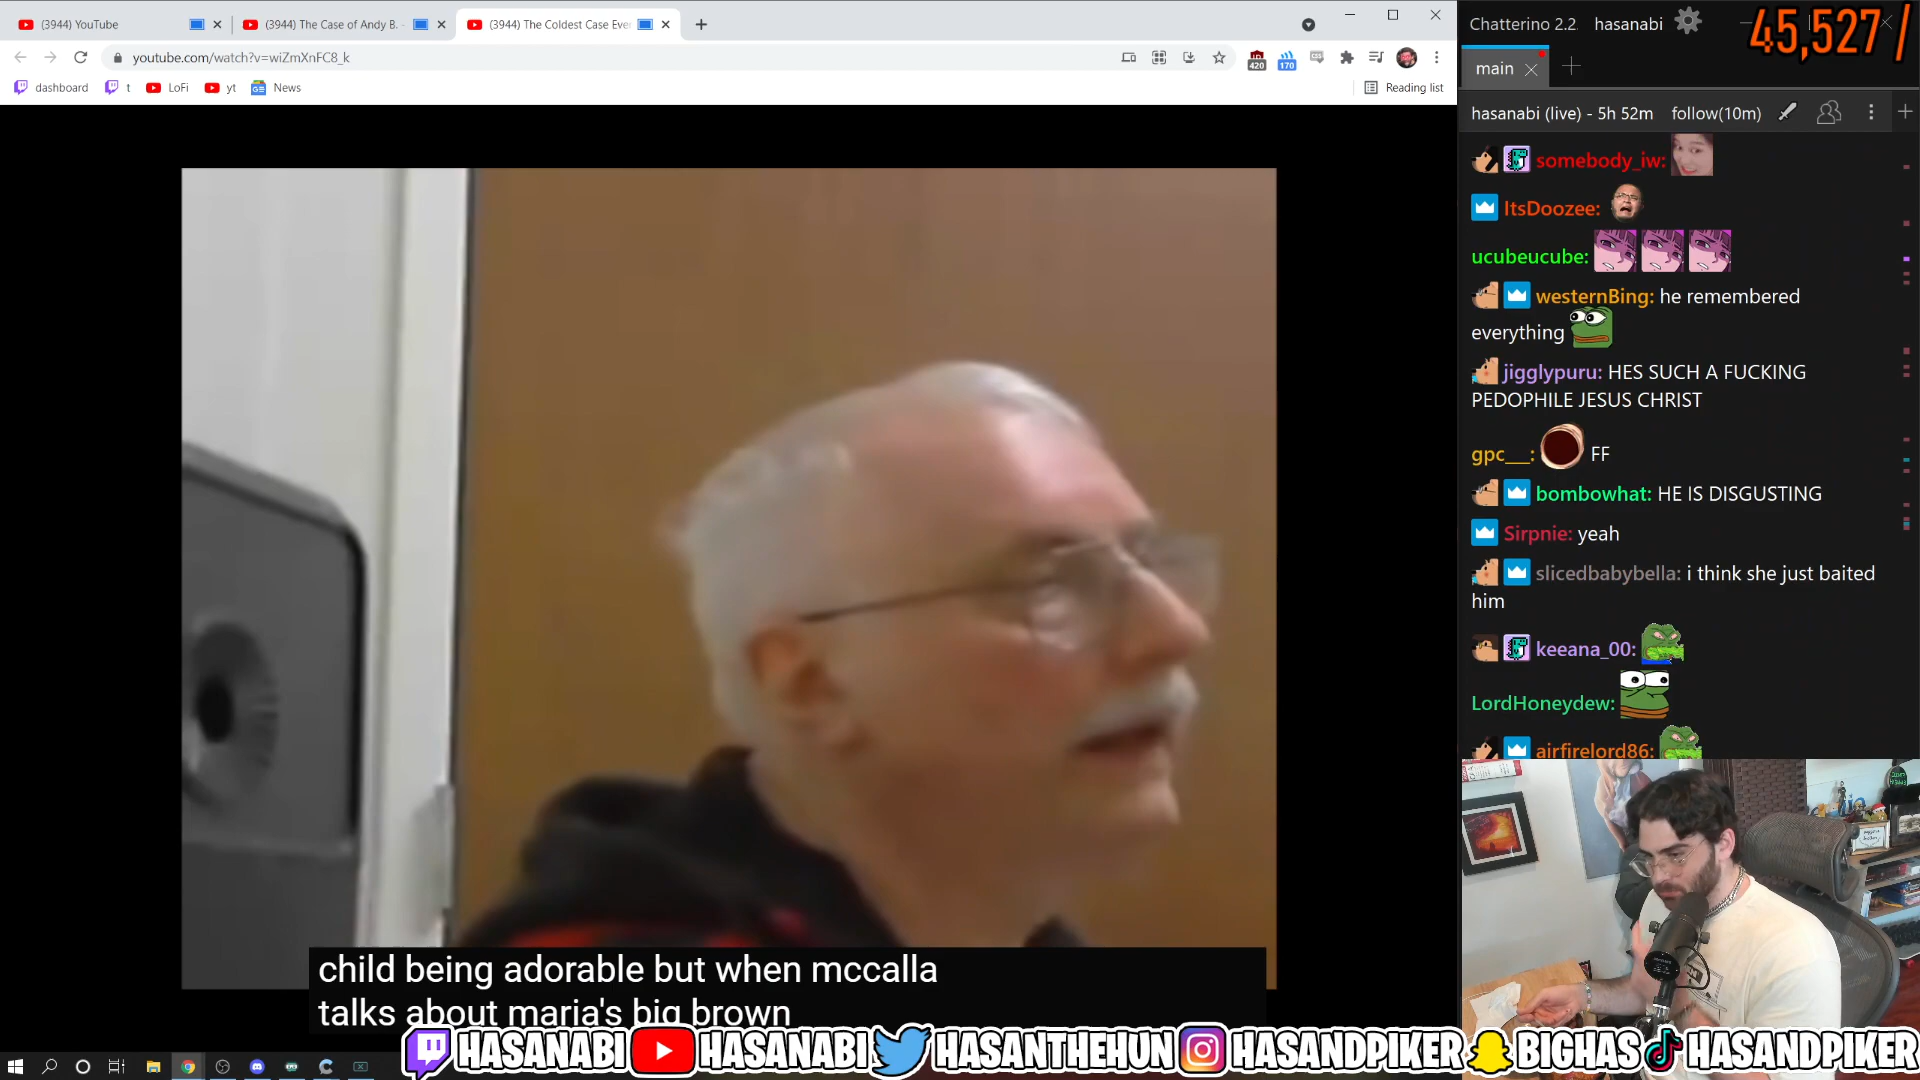 (3944) YouTube
(3944) The Case of Andy B. -
(3944) The Coldest Case Eve
youtube.com/watch?v=wiZmXnFC8_k
420
170
dashboard
t
LoFi
yt
News
Reading list
Chatterino 2.2.
hasanabi
45,527 /
main
hasanabi (live) - 5h 52m
follow(10m)
somebody_iw:
ItsDoozee:
ucubeucube:
westernBing: he remembered
everything
jigglypuru: HES SUCH A FUCKING
PEDOPHILE JESUS CHRIST
gpc__: FF
bombowhat: HE IS DISGUSTING
Sirpnie: yeah
slicedbabybella: i think she just baited
him
keeana_00:
LordHoneydew:
airfirelord86:
child being adorable but when mccalla
talks about maria's big brown
HASANABI
HASANABI
HASANTHEHUN
HASANDPIKER
BIGHAS
HASANDPIKER